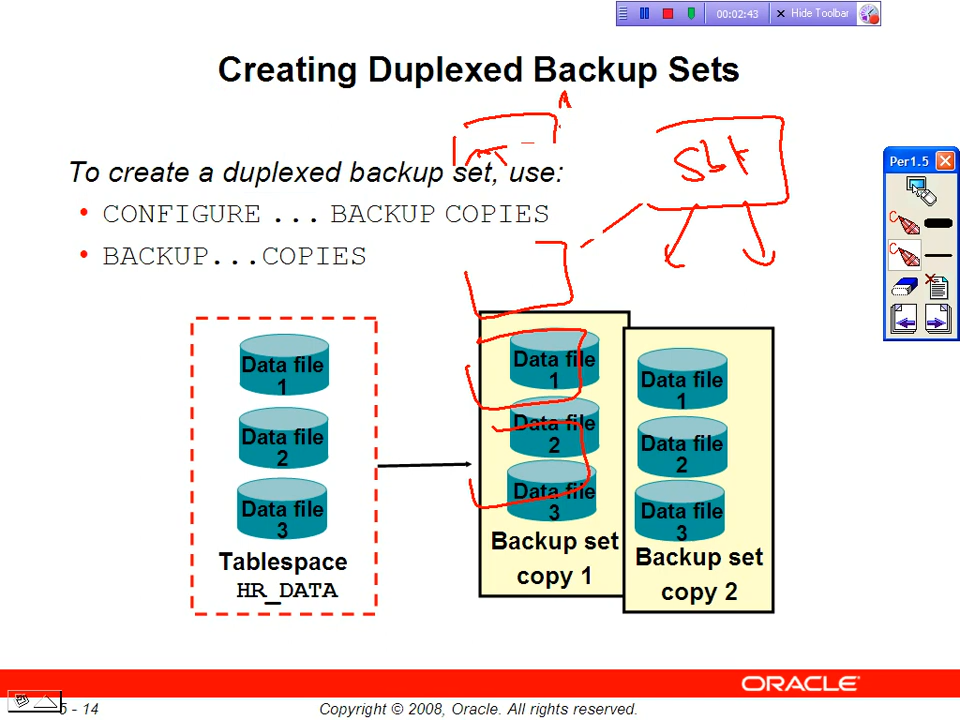 00:02:43
Hide Toolbar
Creating Duplexed Backup Sets
To create a duplexed backup set, use:
• CONFIGURE ... BACKUP COPIES
• BACKUP...COPIES
Per1.5
Data file
1
Data file
2
Data file
3
Tablespace
HR_DATA
Data file
1
Data file
2
Data file
3
Backup set
copy 1
Data file
1
Data file
2
Data file
3
Backup set
copy 2
ORACLE
5 - 14
Copyright © 2008, Oracle. All rights reserved.